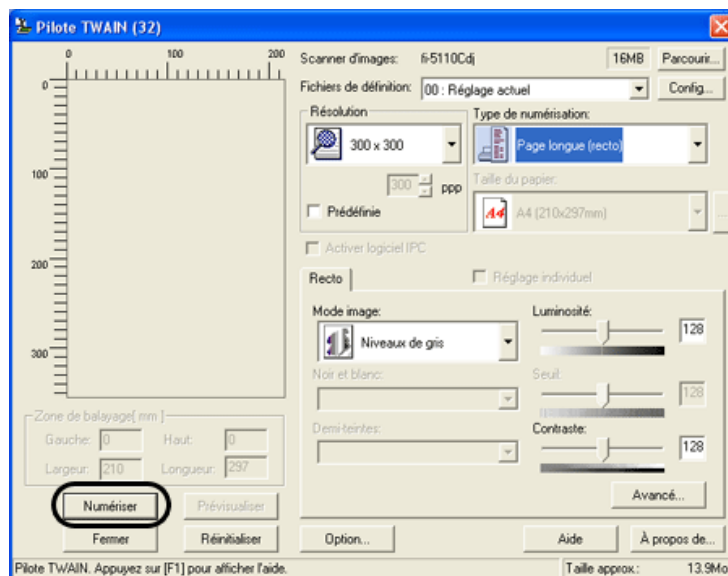 Pilote TWAIN (32)
0 100 200
0
100
200
300
Scanner d'images: fi-5110Cdj 16MB Parcourir...
Fichiers de définition: 00 : Réglage actuel Config...
Résolution
300 x 300
300 ppp
Prédéfinie
Type de numérisation:
Page longue (recto)
Taille du papier:
A4 A4 (210x297mm) ...
Activer logiciel IPC
Recto
Réglage individuel
Mode image:
Niveaux de gris
Noir et blanc:
Demi-teintes:
Luminosité:
128
Seuil:
128
Contraste:
128
Avancé...
Zone de balayage[ mm ]
Gauche: 0 Haut: 0
Largeur: 210 Longueur: 297
Numériser Prévisualiser
Fermer Réinitialiser Option... Aide À propos de...
Pilote TWAIN. Appuyez sur [F1] pour afficher l'aide. Taille approx.: 13.9Mo